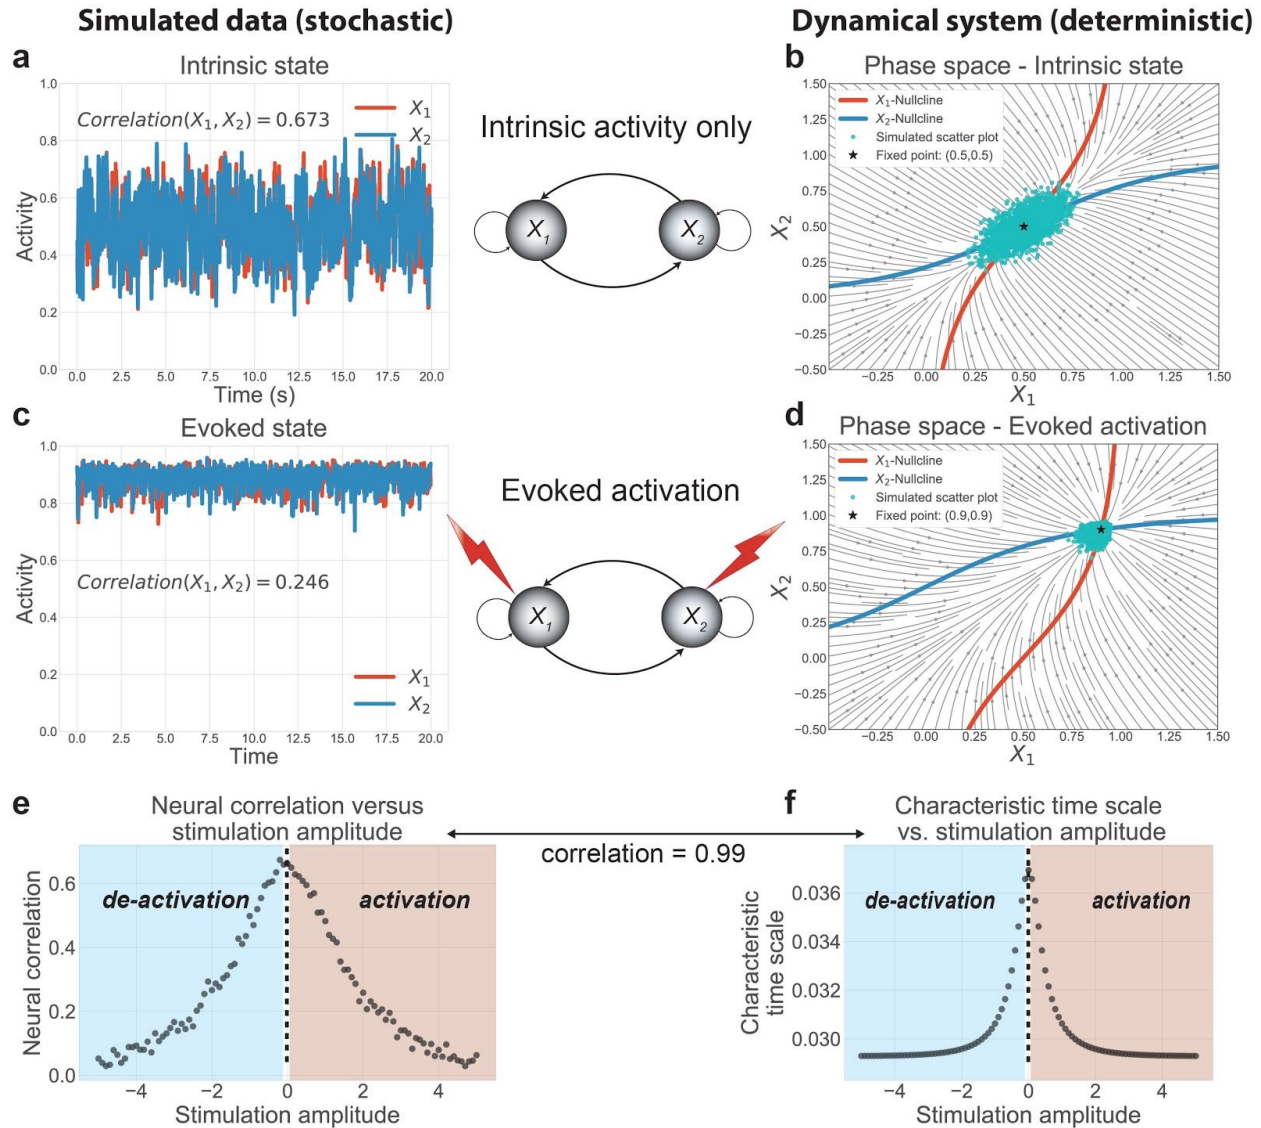 Simulated data (stochastic)
Dynamical system (deterministic)
a
Intrinsic state
Correlation(X₁, X₂) = 0.673
X₁
X₂
1.0
0.8
0.6
0.4
0.2
0.0
Activity
0.0 2.5 5.0 7.5 10.0 12.5 15.0 17.5 20.0
Time (s)
Intrinsic activity only
X₁ X₂
b
Phase space - Intrinsic state
X₁-Nullcline
X₂-Nullcline
Simulated scatter plot
Fixed point: (0.5,0.5)
1.50
1.25
1.00
0.75
0.50
0.25
0.00
−0.25
−0.50
X₂
−0.25 0.00 0.25 0.50 0.75 1.00 1.25 1.50
X₁
c
Evoked state
1.0
0.8
0.6
0.4
0.2
0.0
Activity
Correlation(X₁, X₂) = 0.246
X₁
X₂
0.0 2.5 5.0 7.5 10.0 12.5 15.0 17.5 20.0
Time
Evoked activation
X₁ X₂
d
Phase space - Evoked activation
X₁-Nullcline
X₂-Nullcline
Simulated scatter plot
Fixed point: (0.9,0.9)
1.50
1.25
1.00
0.75
0.50
0.25
0.00
−0.25
−0.50
X₂
−0.25 0.00 0.25 0.50 0.75 1.00 1.25 1.50
X₁
e
Neural correlation versus
stimulation amplitude
de-activation
activation
0.6
0.4
0.2
0.0
Neural correlation
−4 −2 0 2 4
Stimulation amplitude
correlation = 0.99
f
Characteristic time scale
vs. stimulation amplitude
de-activation
activation
0.036
0.034
0.032
0.030
Characteristic
time scale
−4 −2 0 2 4
Stimulation amplitude